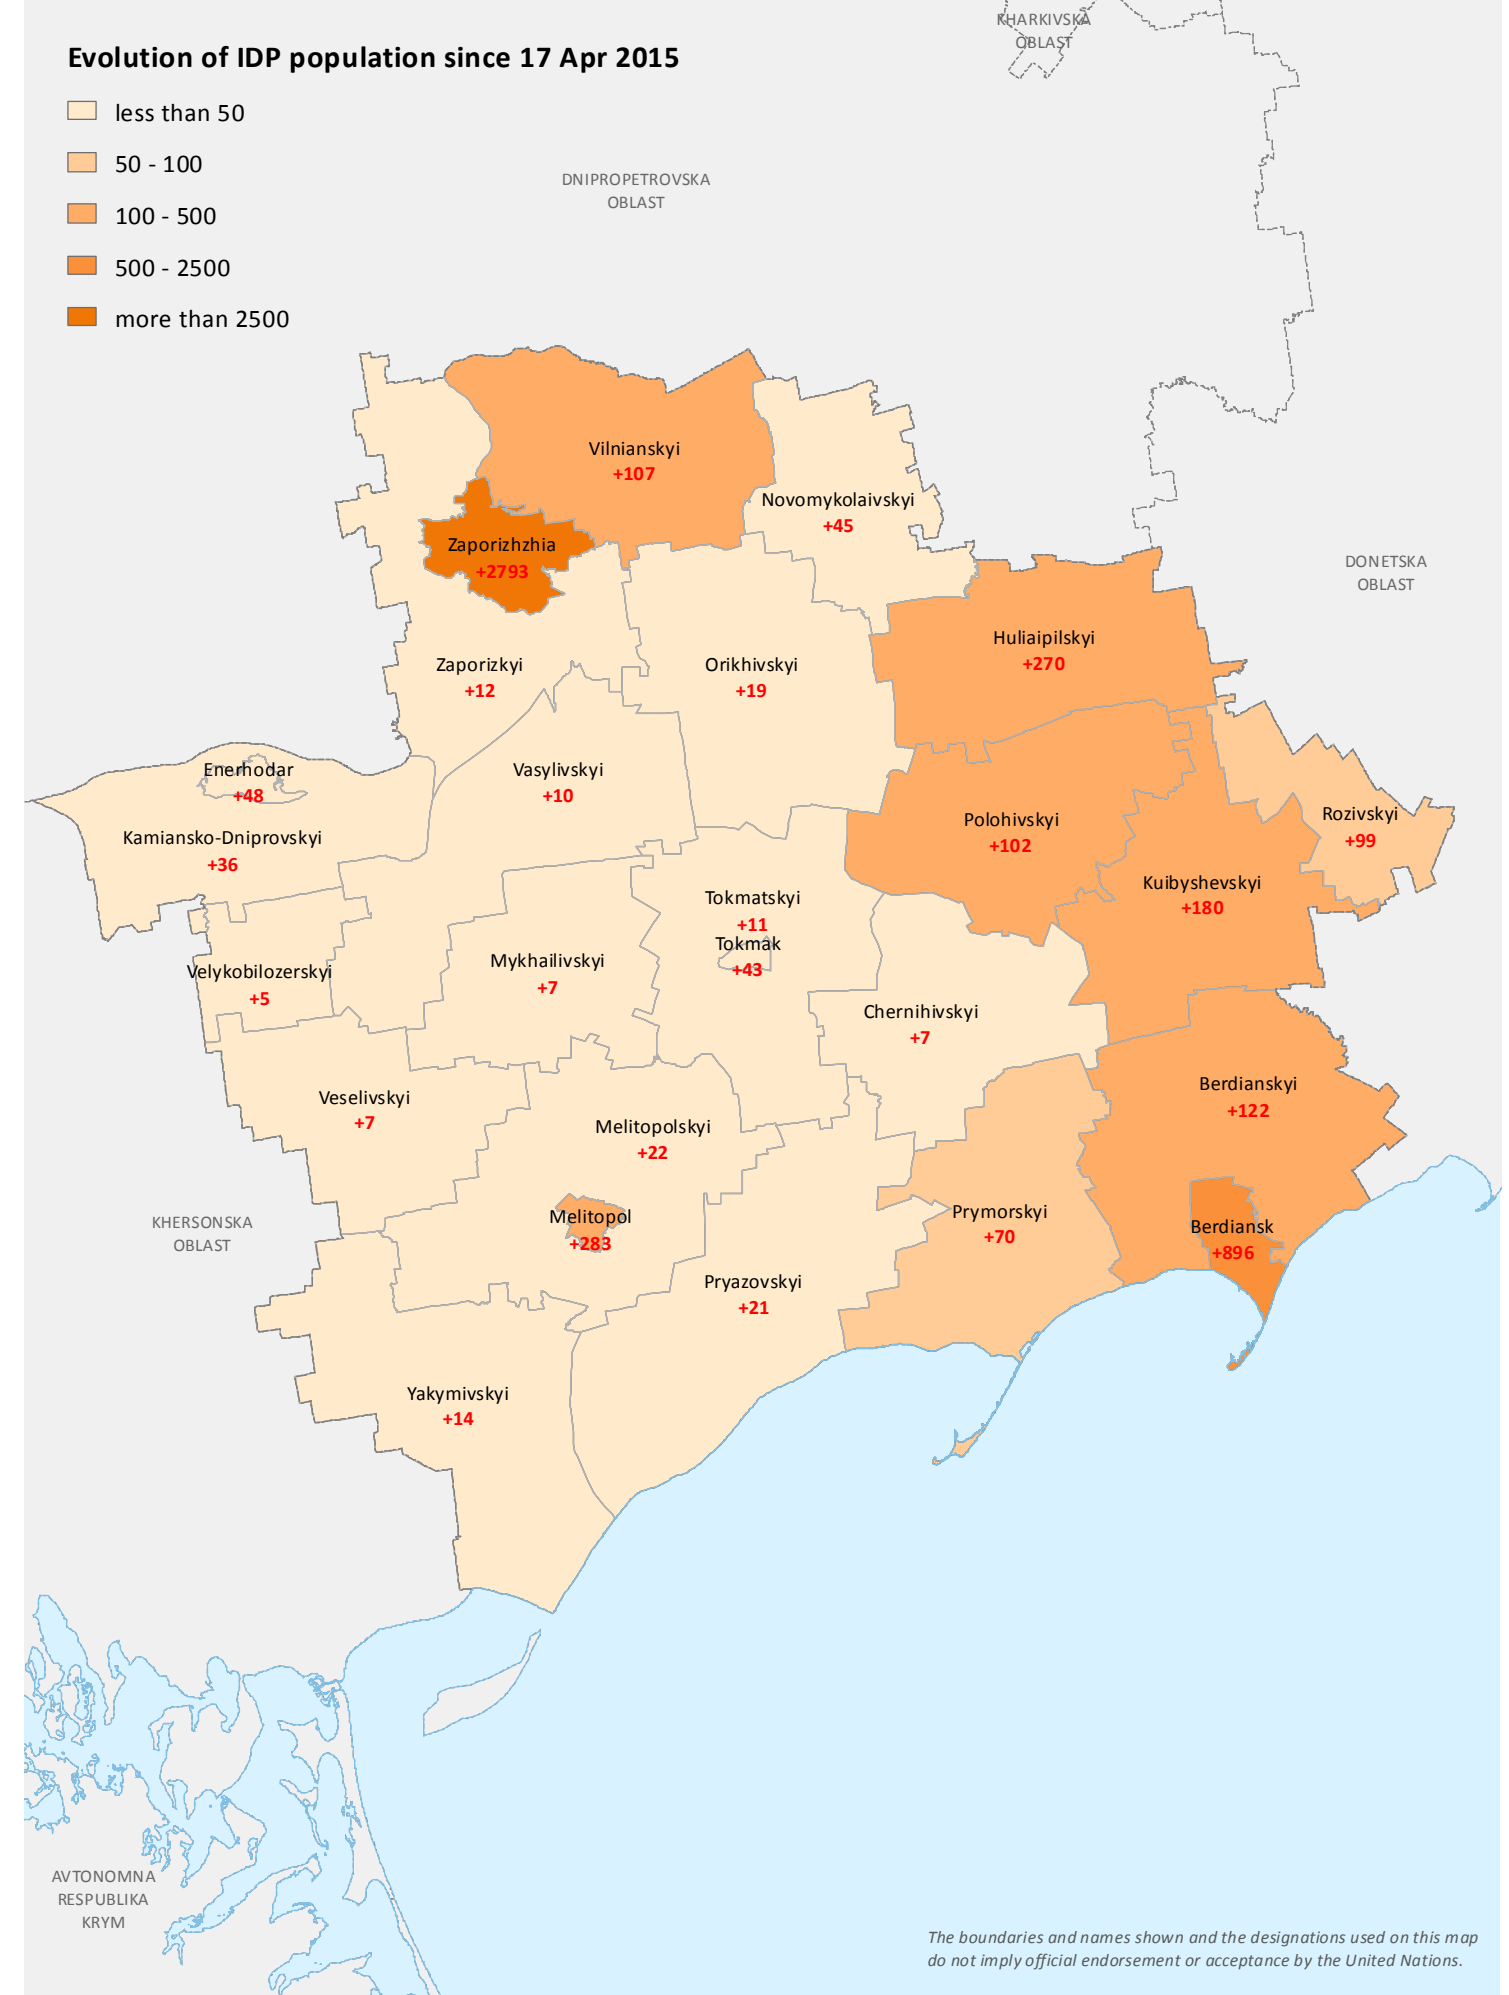 KHARKIVSKA
OBLAST
Evolution of IDP population since 17 Apr 2015
less than 50
50 - 100
100 - 500
500 - 2500
more than 2500
DNIPROPETROVSKA
OBLAST
Vilnianskyi
+107
Novomykolaivskyi
+45
Zaporizhzhia
+2793
DONETSKA
OBLAST
Huliaipilskyi
+270
Zaporizkyi
+12
Orikhivskyi
+19
Enerhodar
+48
Vasylivskyi
+10
Kamiansko-Dniprovskyi
+36
Polohivskyi
+102
Rozivskyi
+99
Kuibyshevskyi
+180
Tokmatskyi
+11
Tokmak
+43
Mykhailivskyi
+7
Velykobilozerskyi
+5
Chernihivskyi
+7
Veselivskyi
+7
Berdianskyi
+122
Melitopolskyi
+22
KHERSONSKA
OBLAST
Melitopol
+283
Prymorskyi
+70
Berdiansk
+896
Pryazovskyi
+21
Yakymivskyi
+14
AVTONOMNA
RESPUBLIKA
KRYM
The boundaries and names shown and the designations used on this map
do not imply official endorsement or acceptance by the United Nations.